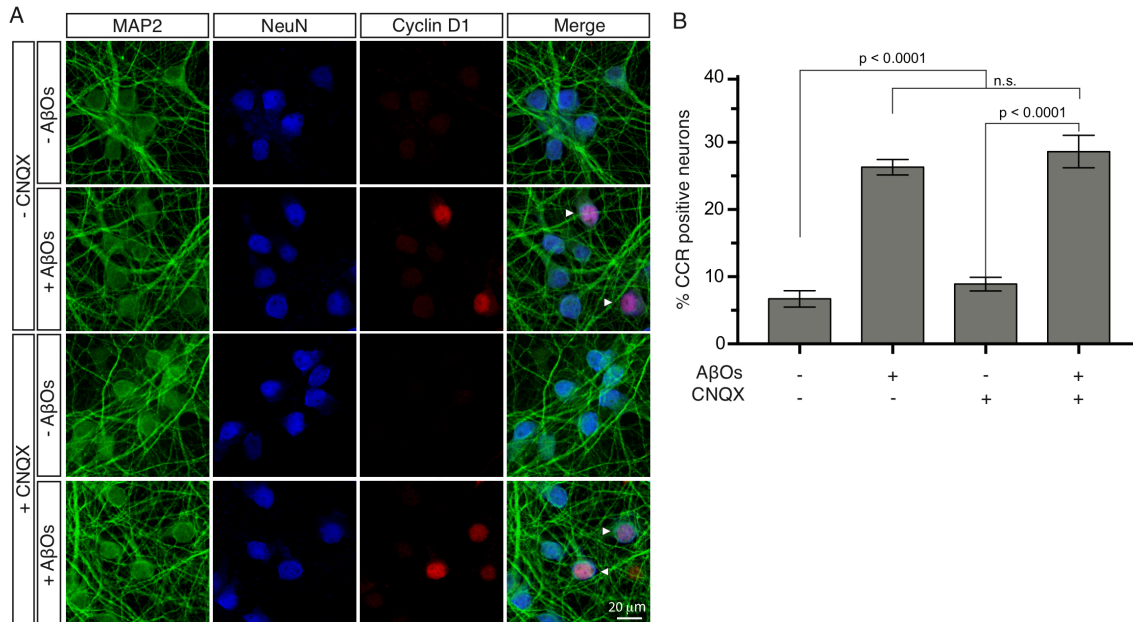 A
MAP2 NeuN Cyclin D1 Merge
- CNQX
- AβOs
+ AβOs
+ CNQX
- AβOs
+ AβOs
20 μm
B
p < 0.0001
n.s.
p < 0.0001
% CCR positive neurons
40
30
20
10
0
AβOs - + - +
CNQX - - + +